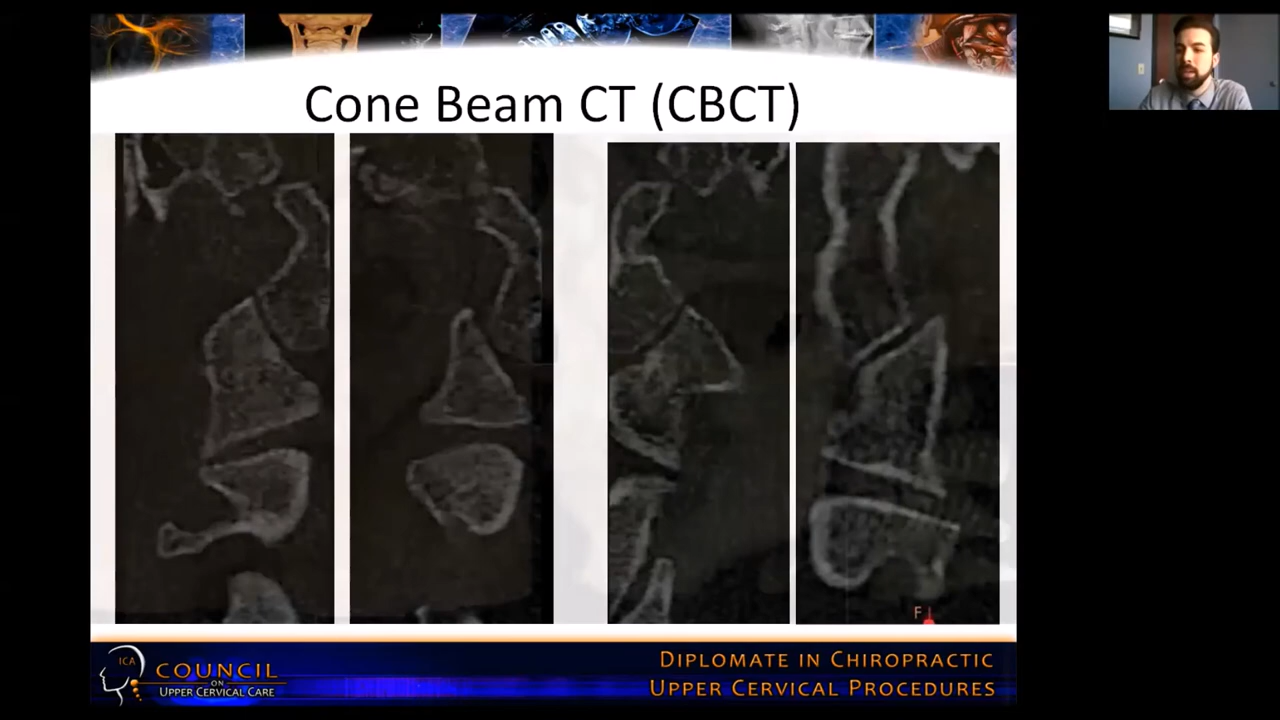 Cone Beam CT (CBCT)
F
ICA
COUNCIL
ON
UPPER CERVICAL CARE
DIPLOMATE IN CHIROPRACTIC
UPPER CERVICAL PROCEDURES